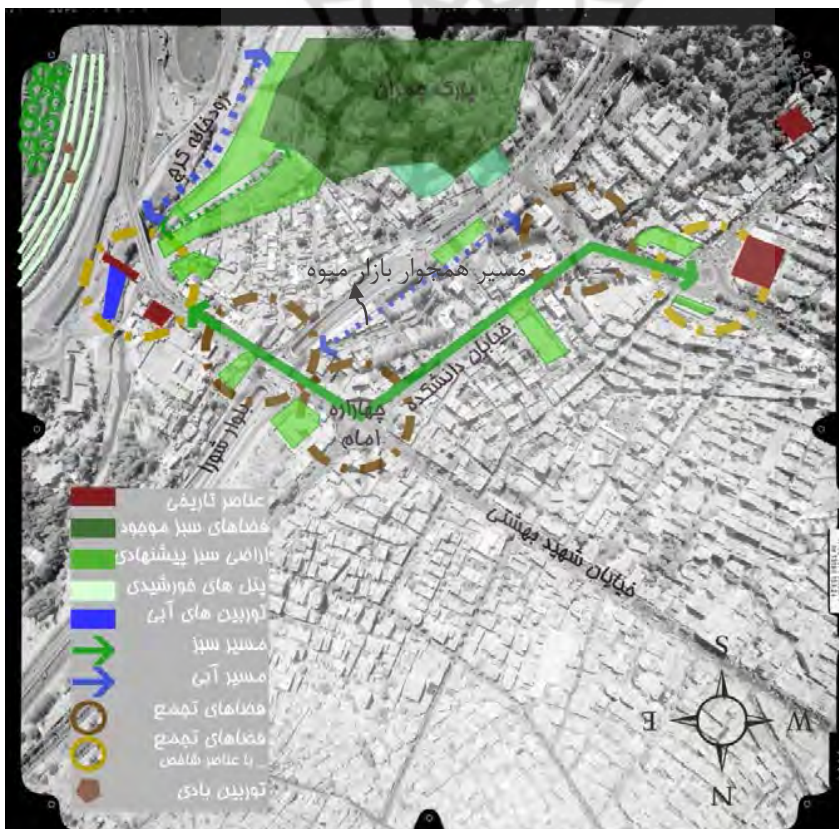 پارک چمران
رودخانه کرج
مسیر همجوار بازار میوه
خیابان دانشکده
چهارراه
امام
بلوار شورا
خیابان شهید بهشتی
عناصر تاریخی
فضاهای سبز موجود
اراضی سبز پیشنهادی
پنل های خورشیدی
توربین های آبی
مسیر سبز
مسیر آبی
فضاهای تجمع
فضاهای تجمع
با عناصر شاخص
توربین بادی
S
E
W
N